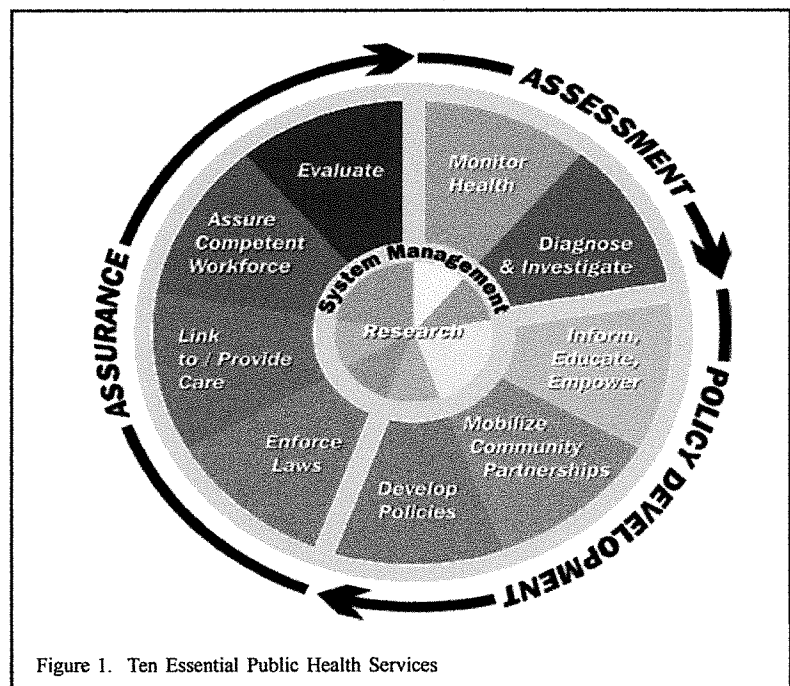 ASSESSMENT
POLICY DEVELOPMENT
ASSURANCE
Monitor
Health
Diagnose
& Investigate
Inform,
Educate,
Empower
Mobilize
Community
Partnerships
Develop
Policies
Enforce
Laws
Link
to / Provide
Care
Assure
Competent
Workforce
Evaluate
System Management
Research
Figure 1. Ten Essential Public Health Services